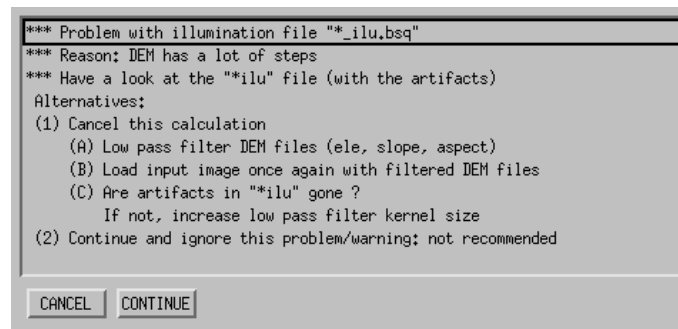 *** Problem with illumination file "*_ilu.bsq"
*** Reason: DEM has a lot of steps
*** Have a look at the "*ilu" file (with the artifacts)
Alternatives:
(1) Cancel this calculation
(A) Low pass filter DEM files (ele, slope, aspect)
(B) Load input image once again with filtered DEM files
(C) Are artifacts in "*ilu" gone ?
If not, increase low pass filter kernel size
(2) Continue and ignore this problem/warning: not recommended
CANCEL CONTINUE